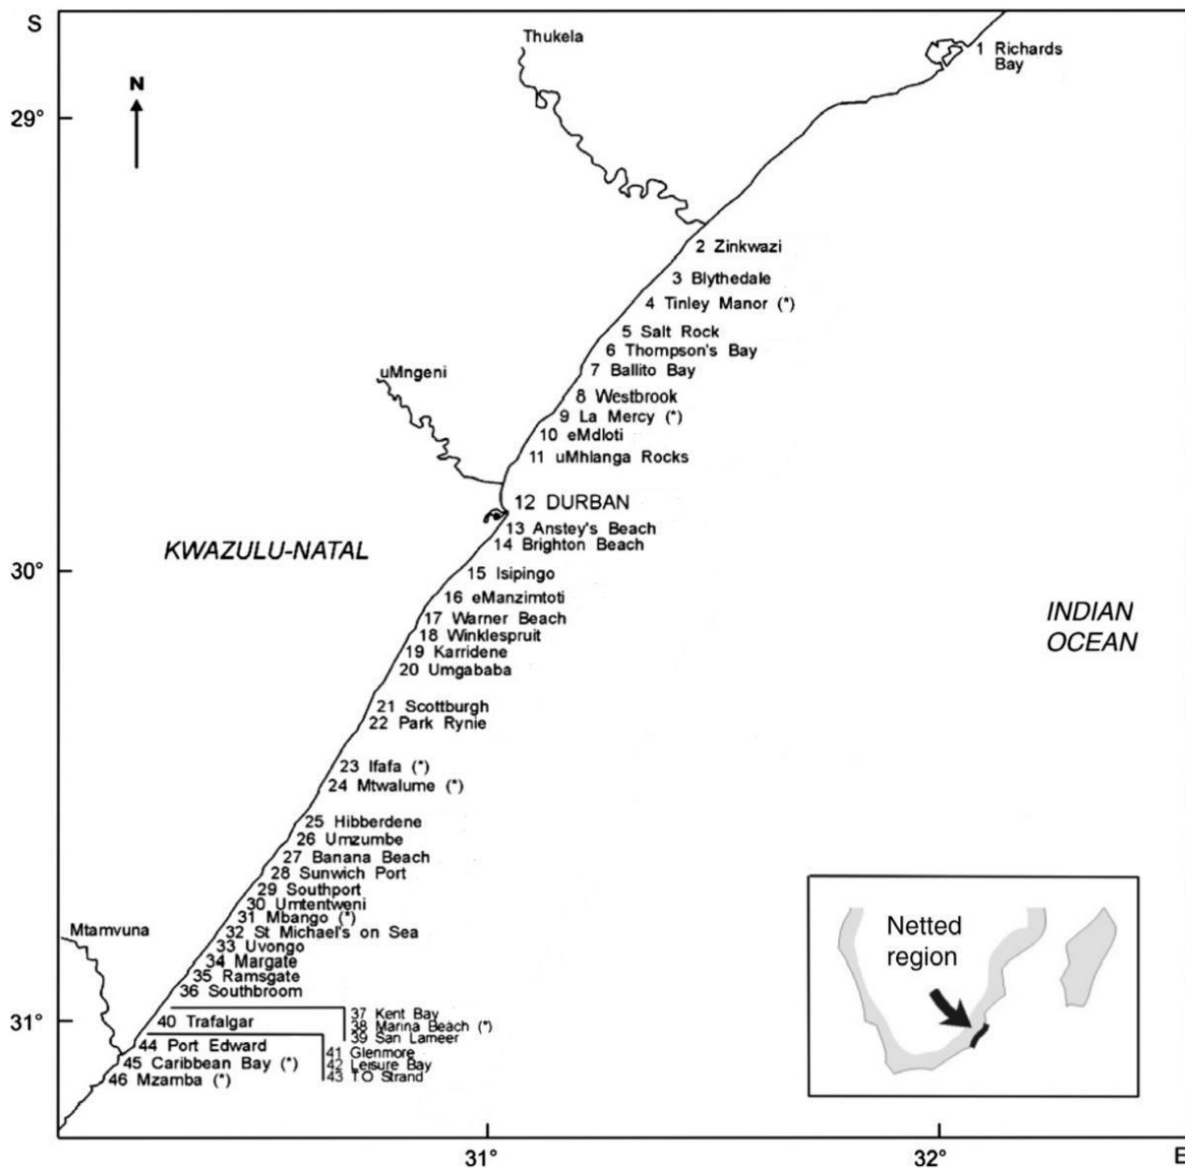 S
Thukela
1 Richards
Bay
N
29°
2 Zinkwazi
3 Blythedale
4 Tinley Manor (*)
5 Salt Rock
6 Thompson's Bay
uMngeni
7 Ballito Bay
8 Westbrook
9 La Mercy (*)
10 eMdloti
11 uMhlanga Rocks
12 DURBAN
13 Anstey's Beach
14 Brighton Beach
KWAZULU-NATAL
30°
15 Isipingo
16 eManzimtoti
17 Warner Beach
18 Winklespruit
19 Karridene
20 Umgababa
INDIAN
OCEAN
21 Scottburgh
22 Park Rynie
23 Ifafa (*)
24 Mtwalume (*)
25 Hibberdene
26 Umzumbe
27 Banana Beach
28 Sunwich Port
29 Southport
30 Umtentweni
31 Mbango (*)
32 St Michael's on Sea
33 Uvongo
34 Margate
35 Ramsgate
36 Southbroom
Mtamvuna
Netted
region
31°
37 Kent Bay
38 Marina Beach (*)
39 San Lameer
40 Trafalgar
41 Glenmore
42 Leisure Bay
43 TO Strand
44 Port Edward
45 Caribbean Bay (*)
46 Mzamba (*)
31°
32°
E